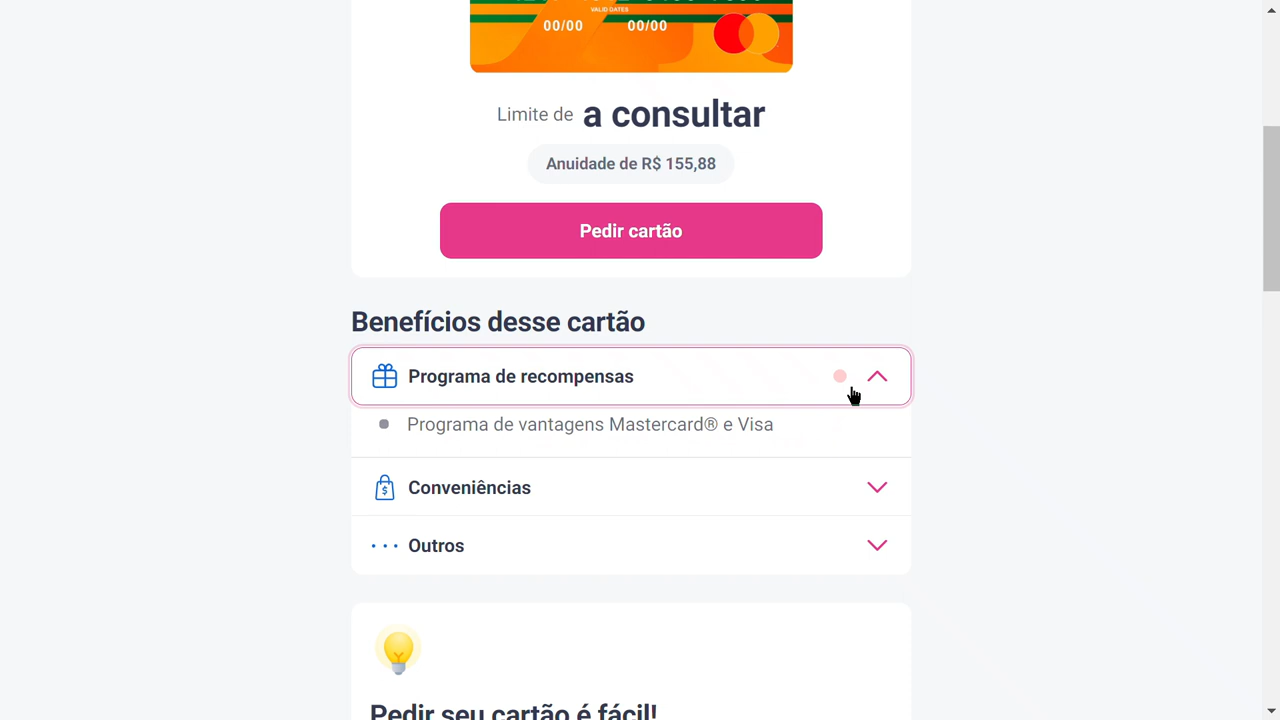 VALID DATES
00/00 00/00
Limite de a consultar
Anuidade de R$ 155,88
Pedir cartão
Benefícios desse cartão
Programa de recompensas
Programa de vantagens Mastercard® e Visa
Conveniências
Outros
Pedir seu cartão é fácil!